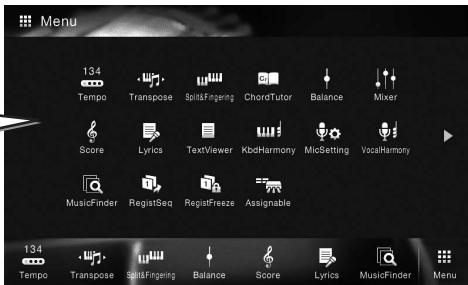 Menu
134
Tempo Transpose Split&Fingering ChordTutor Balance Mixer
Score Lyrics TextViewer KbdHarmony MicSetting VocalHarmony
MusicFinder RegistSeq RegistFreeze Assignable
134
Tempo Transpose Split&Fingering Balance Score Lyrics MusicFinder Menu